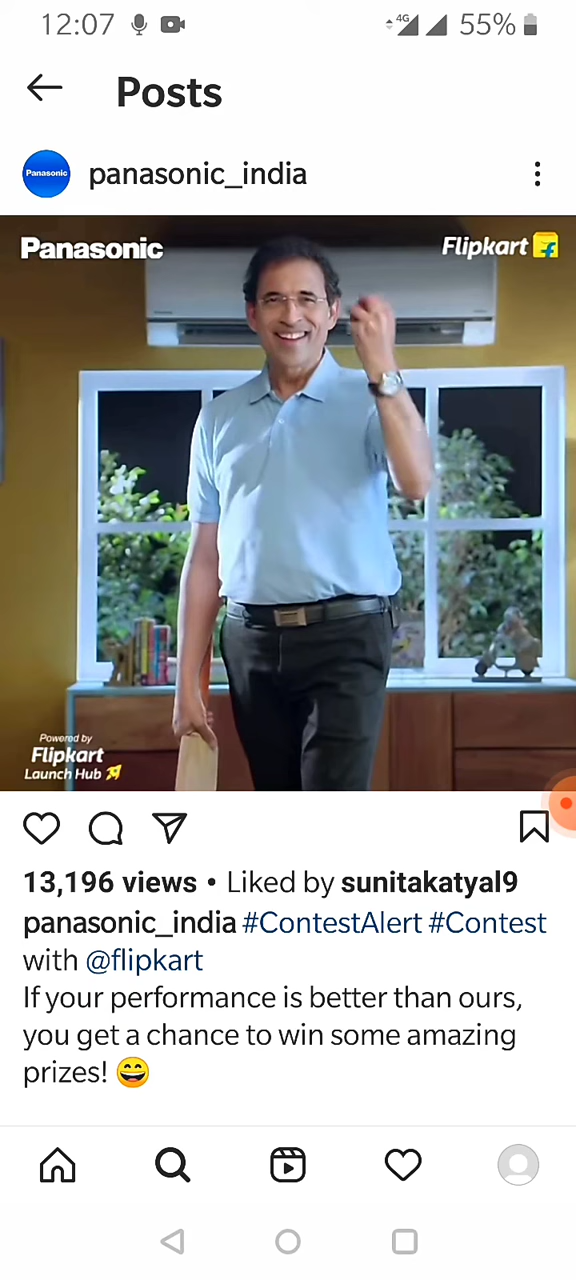 12:07 4G 55%
Posts
Panasonic panasonic_india
Panasonic Flipkart
Powered by
Flipkart
Launch Hub
13,196 views • Liked by sunitakatyal9
panasonic_india #ContestAlert #Contest
with @flipkart
If your performance is better than ours,
you get a chance to win some amazing
prizes! 😄